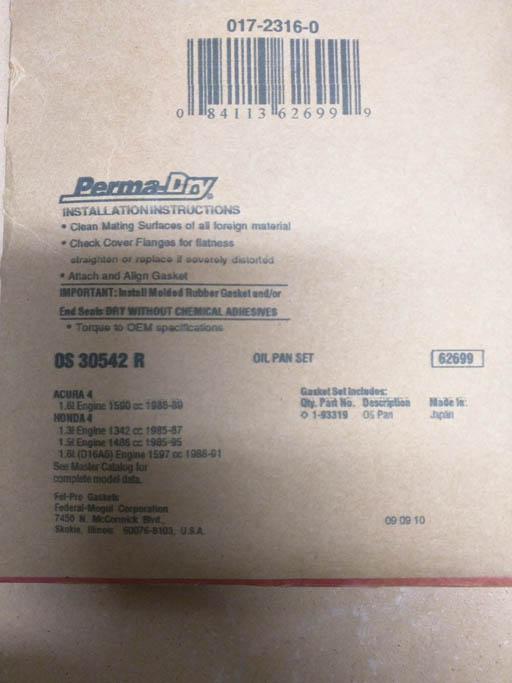 017-2316-0
0 84113 62699 9
Perma-Dry®
INSTALLATION INSTRUCTIONS
• Clean Mating Surfaces of all foreign material
• Check Cover Flanges for flatness
straighten or replace if severely distorted
• Attach and Align Gasket
IMPORTANT: Install Molded Rubber Gasket and/or
End Seals DRY WITHOUT CHEMICAL ADHESIVES
• Torque to OEM specifications
OS 30542 R OIL PAN SET 62699
ACURA 4
1.6l Engine 1590 cc 1986-89
HONDA 4
1.3l Engine 1342 cc 1985-87
1.5l Engine 1488 cc 1985-95
1.6l (D16A6) Engine 1597 cc 1988-91
See Master Catalog for
complete model data.
Gasket Set Includes:
Qty. Part No. Description Made in:
◇ 1-93319 OS Pan Japan
Fel-Pro Gaskets
Federal-Mogul Corporation
7450 N. McCormick Blvd.,
Skokie, Illinois 60076-8103, U.S.A.
09 09 10